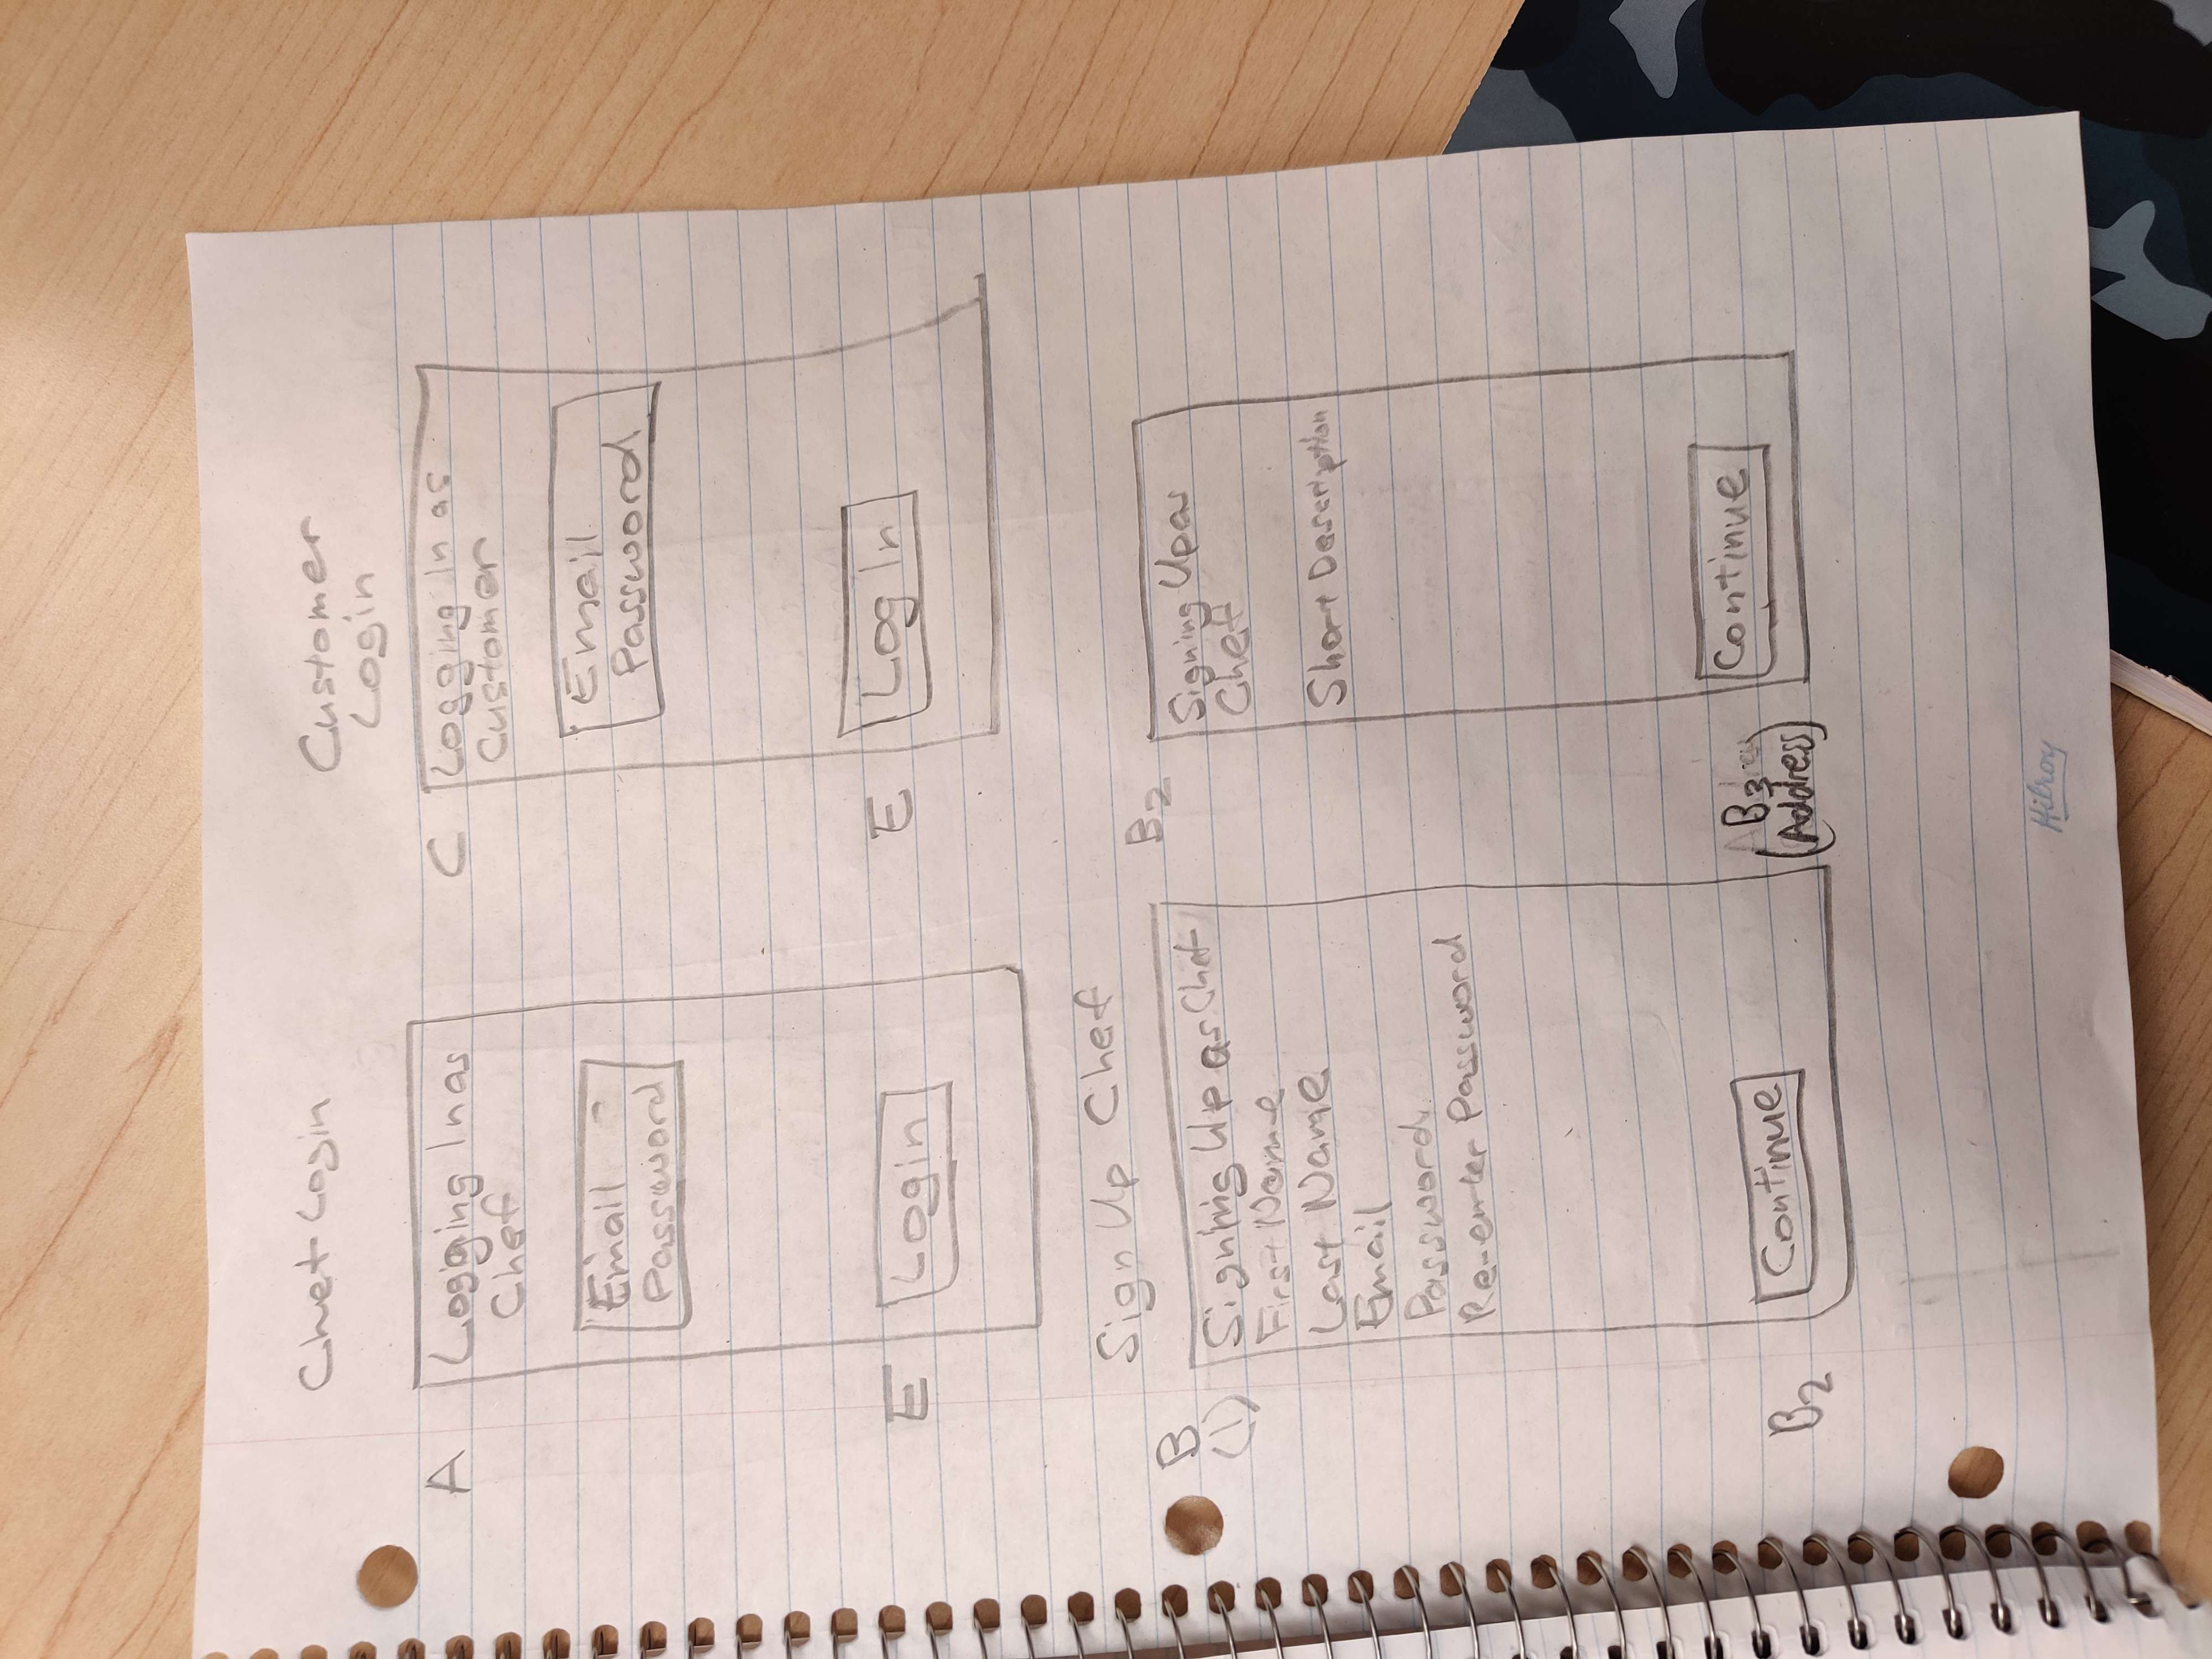 Chef Login
A
Logging In as
Chef
Email
Password
E
Login
Customer
Login
C
Logging In as
Customer
Email
Password
E
Log In
Sign Up Chef
B
(1)
Signing Up as Chef
First Name
Last Name
Email
Password
Re-enter Password
Continue
B2
B2
Signing Up as
Chef
Short Description
Continue
B3
(Address)
Hilroy